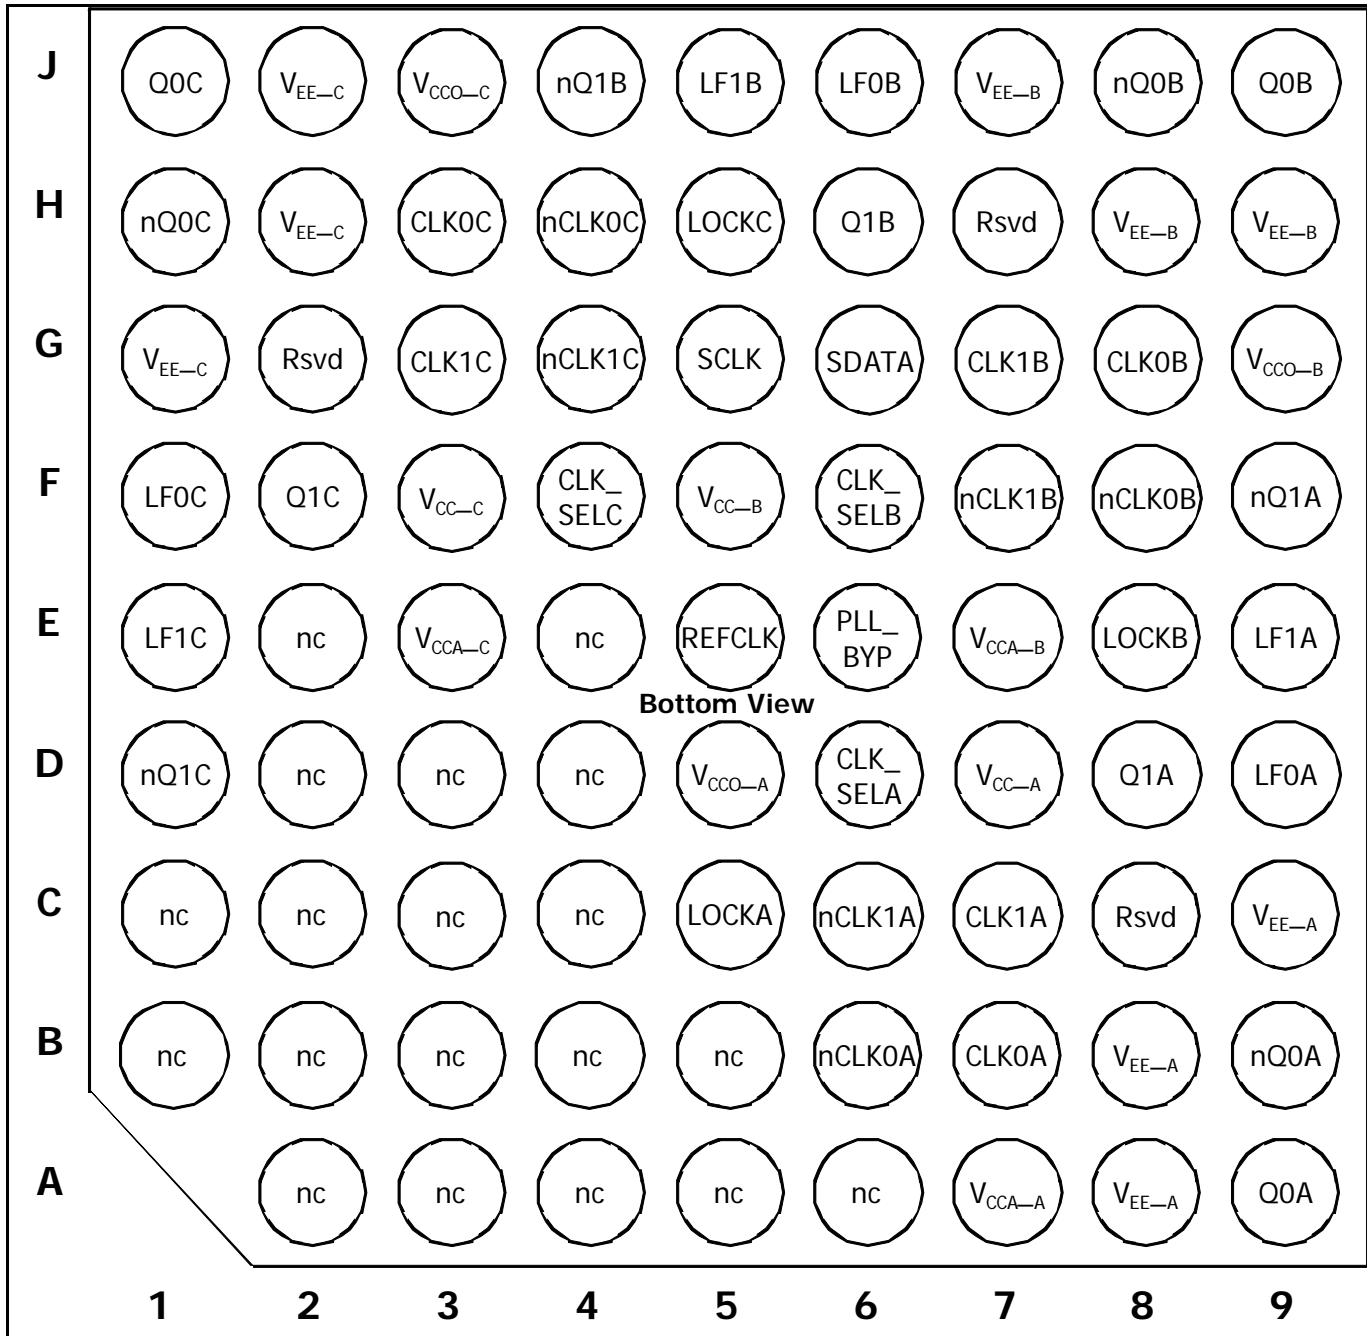 J Q0C VEE—C VCCO—C nQ1B LF1B LF0B VEE—B nQ0B Q0B
H nQ0C VEE—C CLK0C nCLK0C LOCKC Q1B Rsvd VEE—B VEE—B
G VEE—C Rsvd CLK1C nCLK1C SCLK SDATA CLK1B CLK0B VCCO—B
F LF0C Q1C VCC—C CLK_ SELC VCC—B CLK_ SELB nCLK1B nCLK0B nQ1A
E LF1C nc VCCA—C nc REFCLK PLL_ BYP VCCA—B LOCKB LF1A
Bottom View
D nQ1C nc nc nc VCCO—A CLK_ SELA VCC—A Q1A LF0A
C nc nc nc nc LOCKA nCLK1A CLK1A Rsvd VEE—A
B nc nc nc nc nc nCLK0A CLK0A VEE—A nQ0A
A nc nc nc nc nc VCCA—A VEE—A Q0A
1 2 3 4 5 6 7 8 9